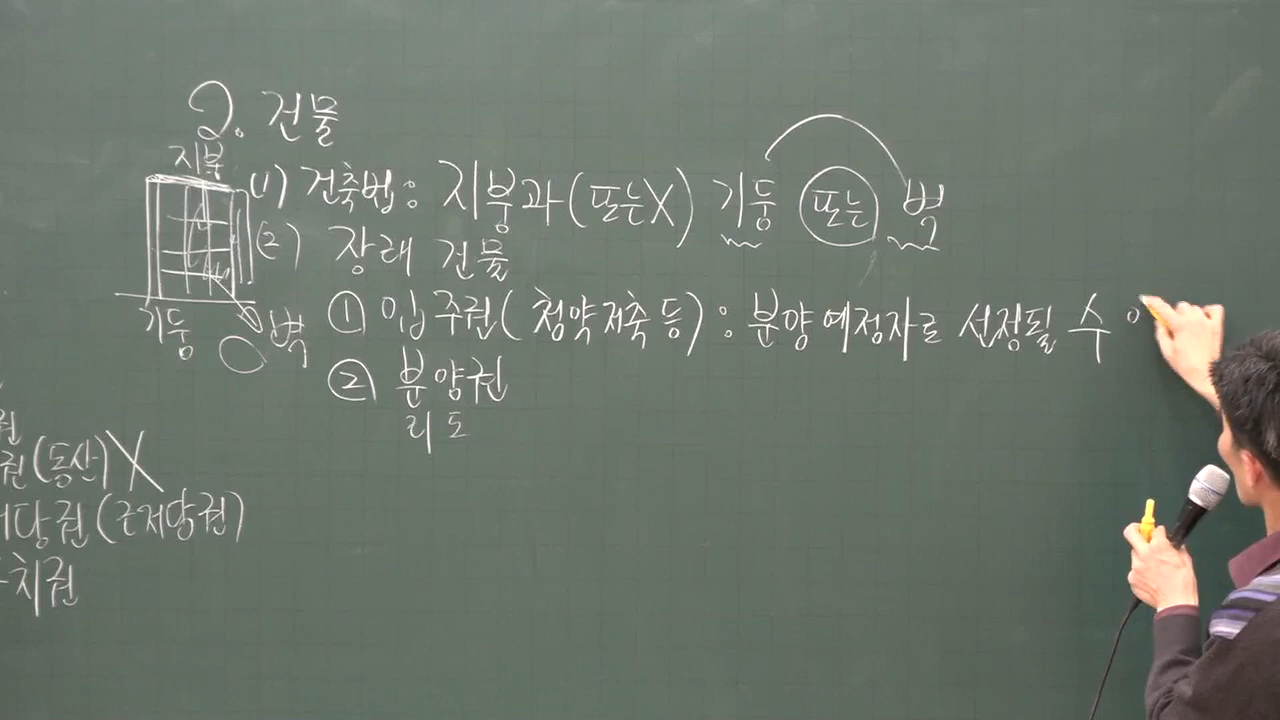 2. 건물
지붕
(1) 건축법 : 지붕과(또는X) 기둥 또는 벽
(2) 장래 건물
기둥
벽
① 입주권(청약저축 등) : 분양예정자로 선정될 수
② 분양권
리도
권
권(동산)X
저당권(근저당권)
치권